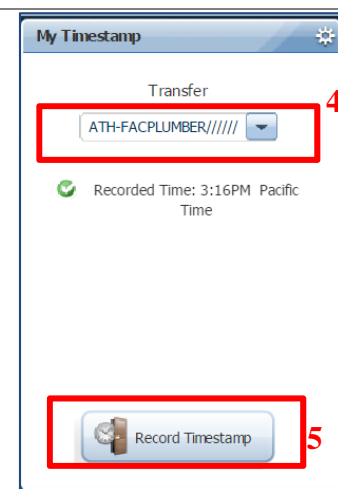 My Timestamp
Transfer
4
ATH-FACPLUMBER//////
Recorded Time: 3:16PM Pacific
Time
Record Timestamp
5